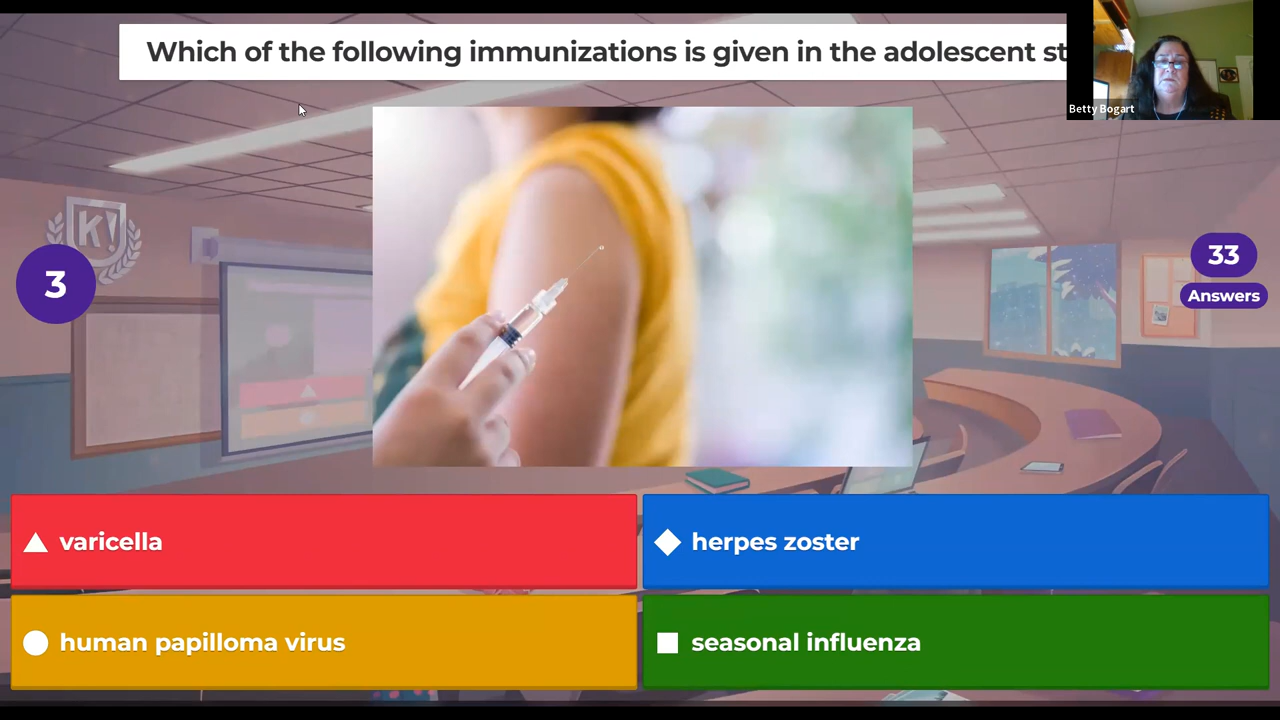 Which of the following immunizations is given in the adolescent st
Betty Bogart
K!
3
33
Answers
varicella
herpes zoster
human papilloma virus
seasonal influenza